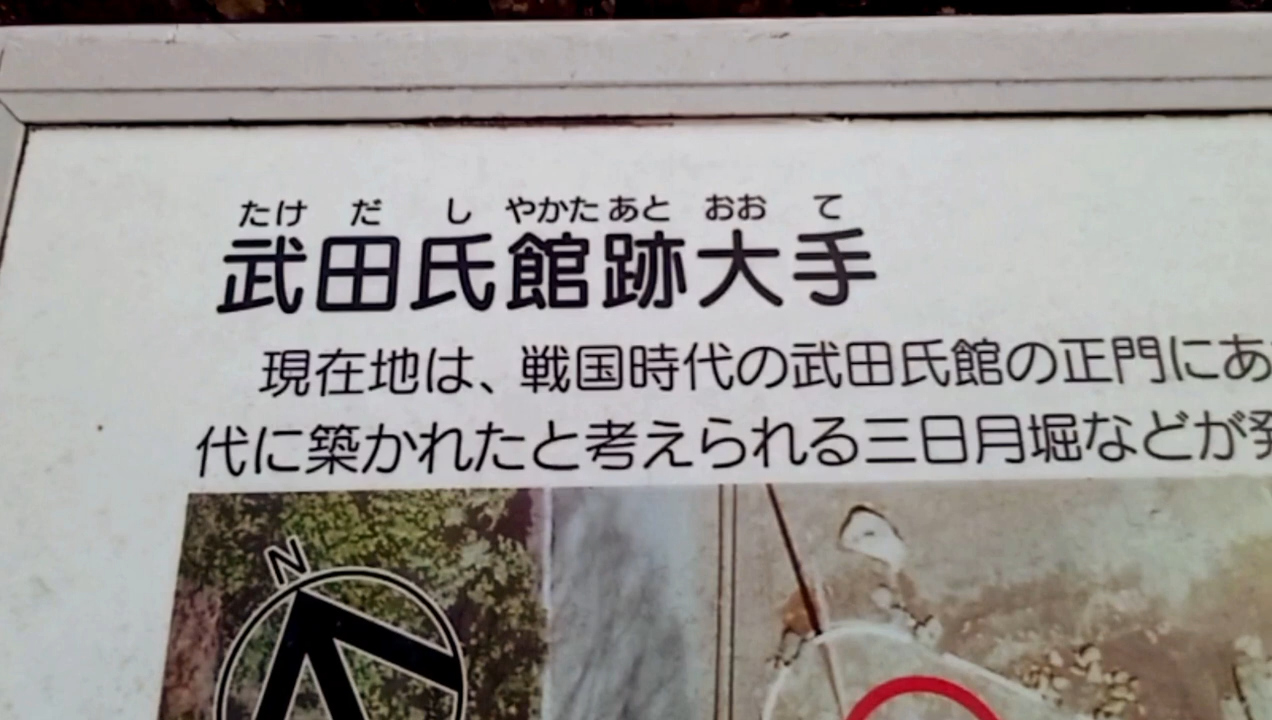 たけ だ し やかた あと おお て
武田氏館跡大手
現在地は、戦国時代の武田氏館の正門にあ
代に築かれたと考えられる三日月堀などが発
N